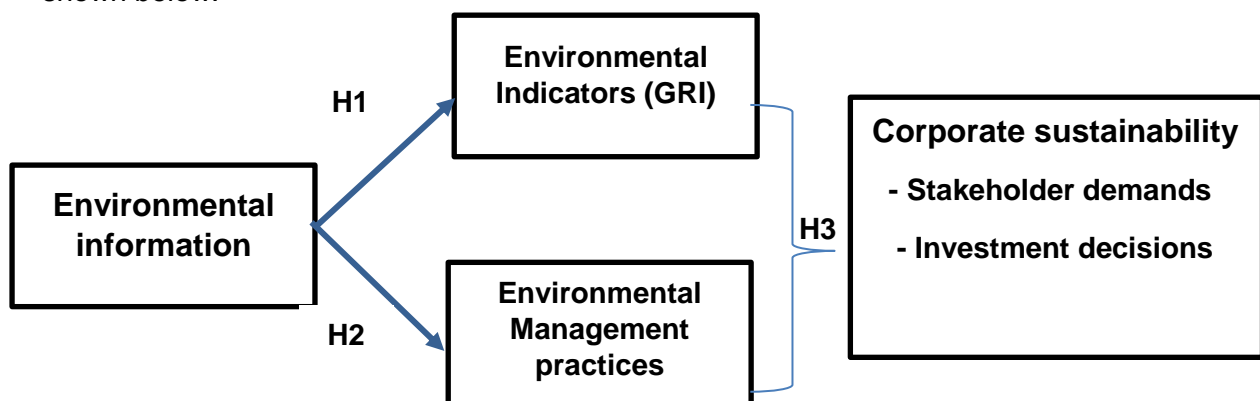 shown below:
Environmental
Indicators (GRI)
H1
Corporate sustainability
- Stakeholder demands
- Investment decisions
Environmental
information
H3
Environmental
Management
practices
H2